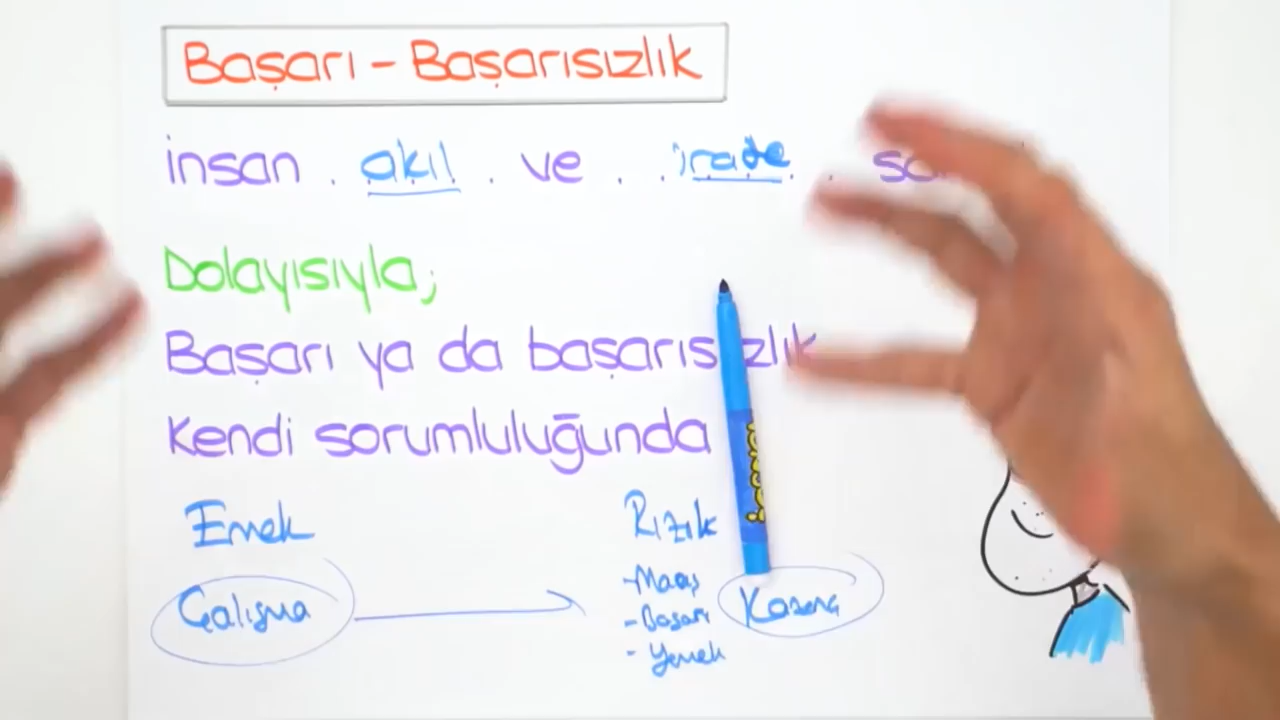 Başarı - Başarısızlık
İnsan . akıl . ve . . irade . .
Dolayısıyla;
Başarı ya da başarısızlık
Kendi sorumluluğunda
Emek Rızık
Çalışma
-Maaş
-Başarı
- Yemek
Kazanç